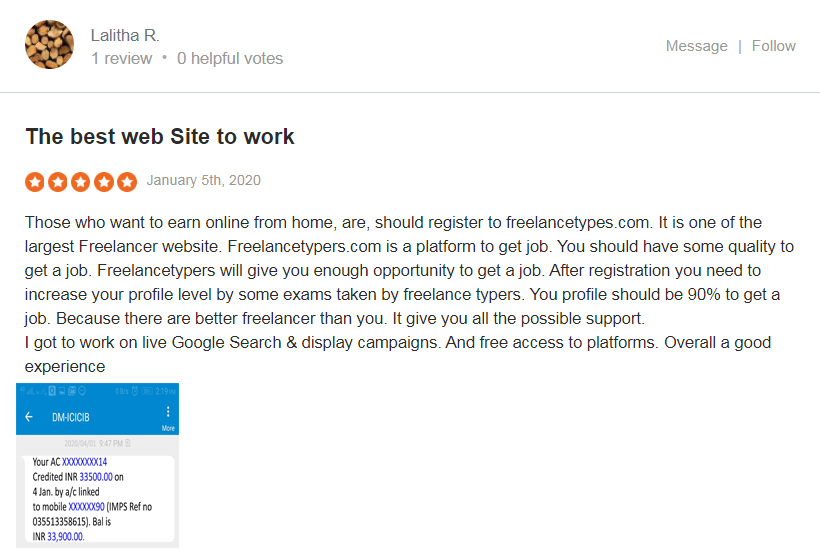 Lalitha R.
1 review • 0 helpful votes
Message | Follow
The best web Site to work
January 5th, 2020
Those who want to earn online from home, are, should register to freelancetypes.com. It is one of the
largest Freelancer website. Freelancetypers.com is a platform to get job. You should have some quality to
get a job. Freelancetypers will give you enough opportunity to get a job. After registration you need to
increase your profile level by some exams taken by freelance typers. You profile should be 90% to get a
job. Because there are better freelancer than you. It give you all the possible support.
I got to work on live Google Search & display campaigns. And free access to platforms. Overall a good
experience
2:19
DM-ICICIB
More
2020/04/01 9:47 PM
Your AC XXXXXXXX14
Credited INR 33500.00 on
4 Jan. by a/c linked
to mobile XXXXXX90 (IMPS Ref no
035513358615). Bal is
INR 33,900.00.